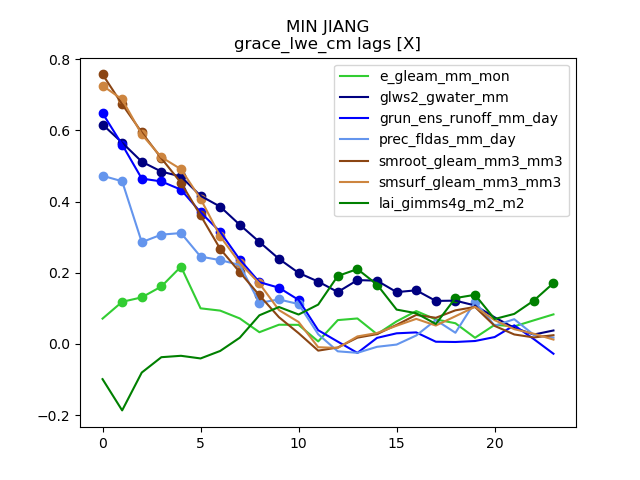 MIN JIANG
grace_lwe_cm lags [X]
0.8
0.6
0.4
0.2
0.0
−0.2
0 5 10 15 20
e_gleam_mm_mon
glws2_gwater_mm
grun_ens_runoff_mm_day
prec_fldas_mm_day
smroot_gleam_mm3_mm3
smsurf_gleam_mm3_mm3
lai_gimms4g_m2_m2